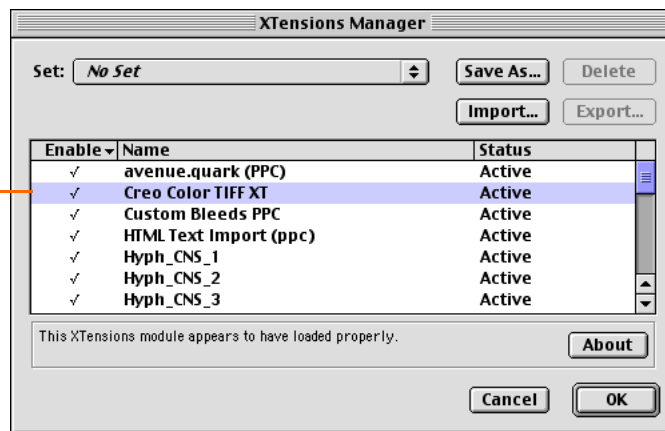 XTensions Manager
Set: No Set
Save As... Delete
Import... Export...
Enable Name Status
✓ avenue.quark (PPC) Active
✓ Creo Color TIFF XT Active
✓ Custom Bleeds PPC Active
✓ HTML Text Import (ppc) Active
✓ Hyph_CNS_1 Active
✓ Hyph_CNS_2 Active
✓ Hyph_CNS_3 Active
This XTensions module appears to have loaded properly.
About
Cancel OK